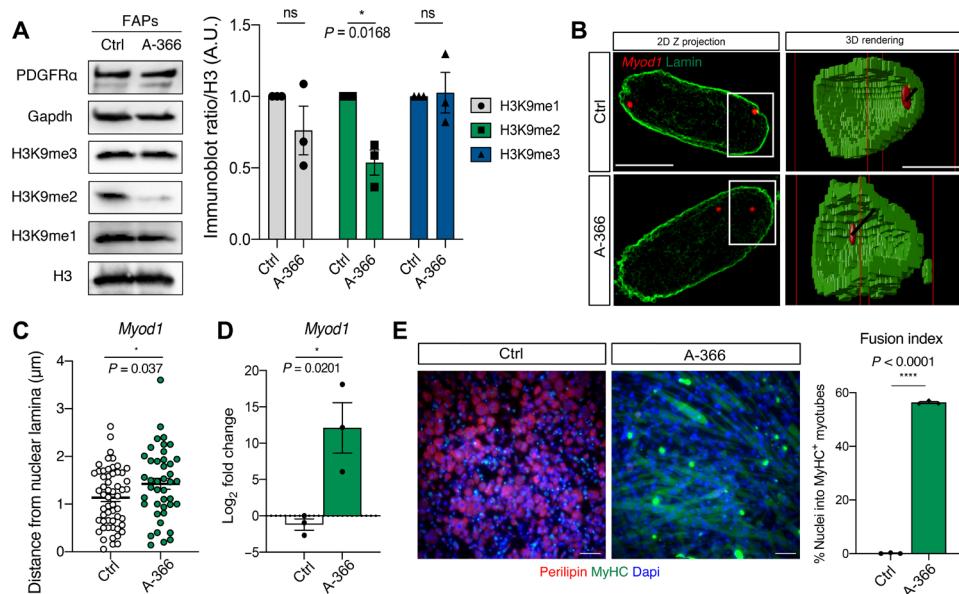 A
FAPs
Ctrl A-366
PDGFRα
Gapdh
H3K9me3
H3K9me2
H3K9me1
H3
Immunoblot ratio/H3 (A.U.)
ns * ns
P = 0.0168
1.5
1.0
0.5
0.0
Ctrl A-366 Ctrl A-366 Ctrl A-366
H3K9me1
H3K9me2
H3K9me3
B
2D Z projection 3D rendering
Myod1 Lamin
Ctrl
A-366
C
Myod1
*
P = 0.037
Distance from nuclear lamina (μm)
4
3
2
1
0
Ctrl A-366
D
Myod1
*
P = 0.0201
Log2 fold change
20
15
10
5
0
−5
Ctrl A-366
E
Ctrl A-366
Perilipin MyHC Dapi
Fusion index
P < 0.0001
****
% Nuclei into MyHC+ myotubes
60
40
20
0
Ctrl A-366